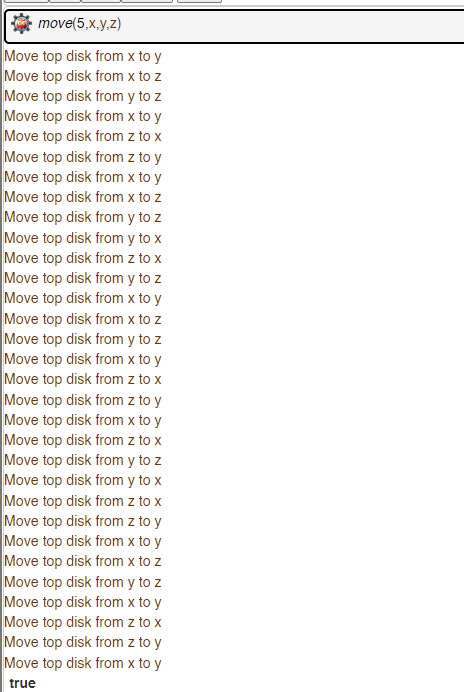 move(5,x,y,z)
Move top disk from x to y
Move top disk from x to z
Move top disk from y to z
Move top disk from x to y
Move top disk from z to x
Move top disk from z to y
Move top disk from x to y
Move top disk from x to z
Move top disk from y to z
Move top disk from y to x
Move top disk from z to x
Move top disk from y to z
Move top disk from x to y
Move top disk from x to z
Move top disk from y to z
Move top disk from x to y
Move top disk from z to x
Move top disk from z to y
Move top disk from x to y
Move top disk from z to x
Move top disk from y to z
Move top disk from y to x
Move top disk from z to x
Move top disk from z to y
Move top disk from x to y
Move top disk from x to z
Move top disk from y to z
Move top disk from x to y
Move top disk from z to x
Move top disk from z to y
Move top disk from x to y
true